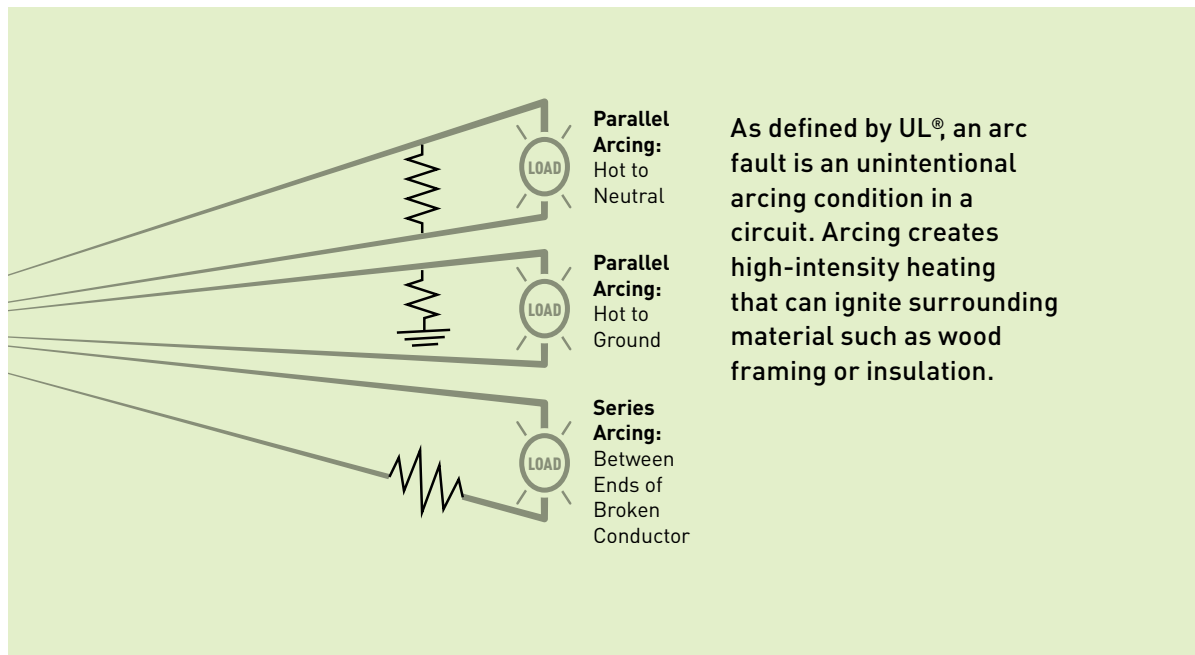 LOAD
Parallel
Arcing:
Hot to
Neutral
LOAD
Parallel
Arcing:
Hot to
Ground
LOAD
Series
Arcing:
Between
Ends of
Broken
Conductor
As defined by UL®, an arc
fault is an unintentional
arcing condition in a
circuit. Arcing creates
high-intensity heating
that can ignite surrounding
material such as wood
framing or insulation.